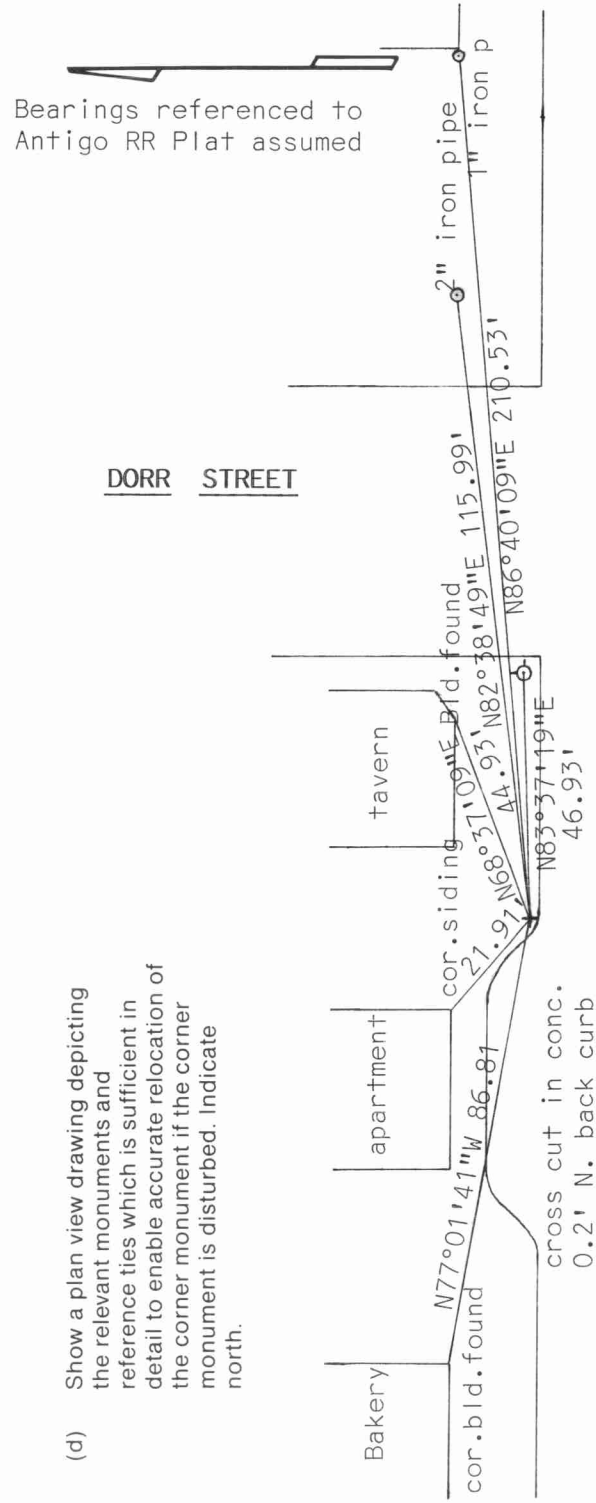 (d) Show a plan view drawing depicting
the relevant monuments and
reference ties which is sufficient in
detail to enable accurate relocation of
the corner monument if the corner
monument is disturbed. Indicate
north.
Bearings referenced to
Antigo RR Plat assumed
DORR STREET
Bakery
apartment
tavern
cor.bld.found
N77°01'41"W 86.81
cor.siding
21.91'
N68°37'09"E Bld.found
44.93'
N82°38'49"E 115.99'
N86°40'09"E 210.53'
2" iron pipe
1" iron p
N83°37'19"E
46.93'
cross cut in conc.
0.2' N. back curb